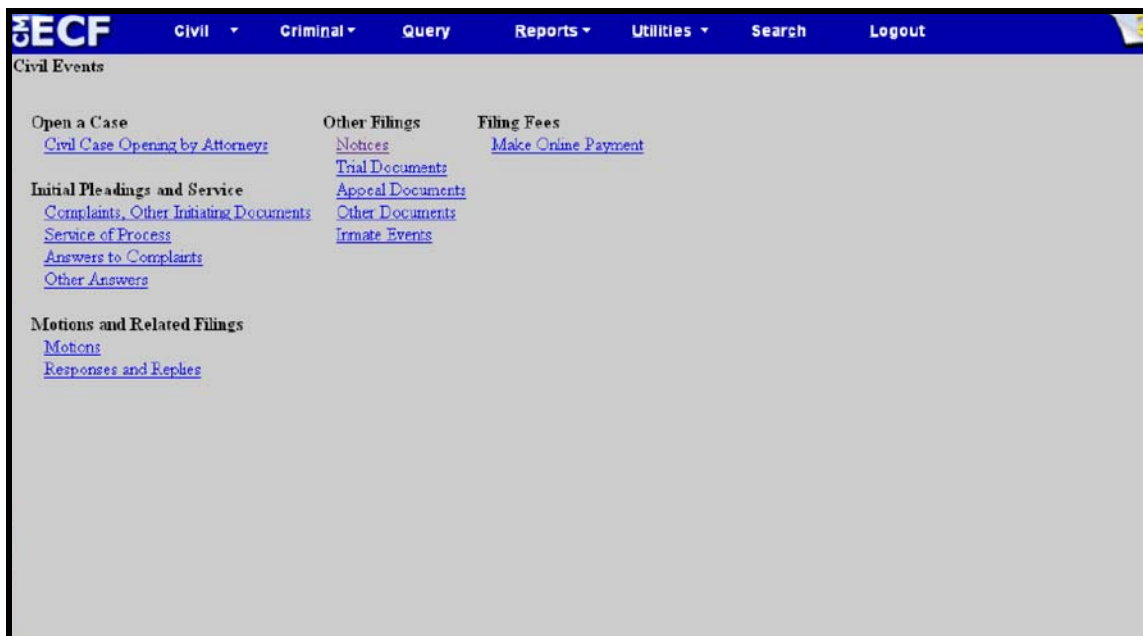 CM ECF Civil Criminal Query Reports Utilities Search Logout
Civil Events
Open a Case
Civil Case Opening by Attorneys
Initial Pleadings and Service
Complaints, Other Initiating Documents
Service of Process
Answers to Complaints
Other Answers
Motions and Related Filings
Motions
Responses and Replies
Other Filings
Notices
Trial Documents
Appeal Documents
Other Documents
Inmate Events
Filing Fees
Make Online Payment